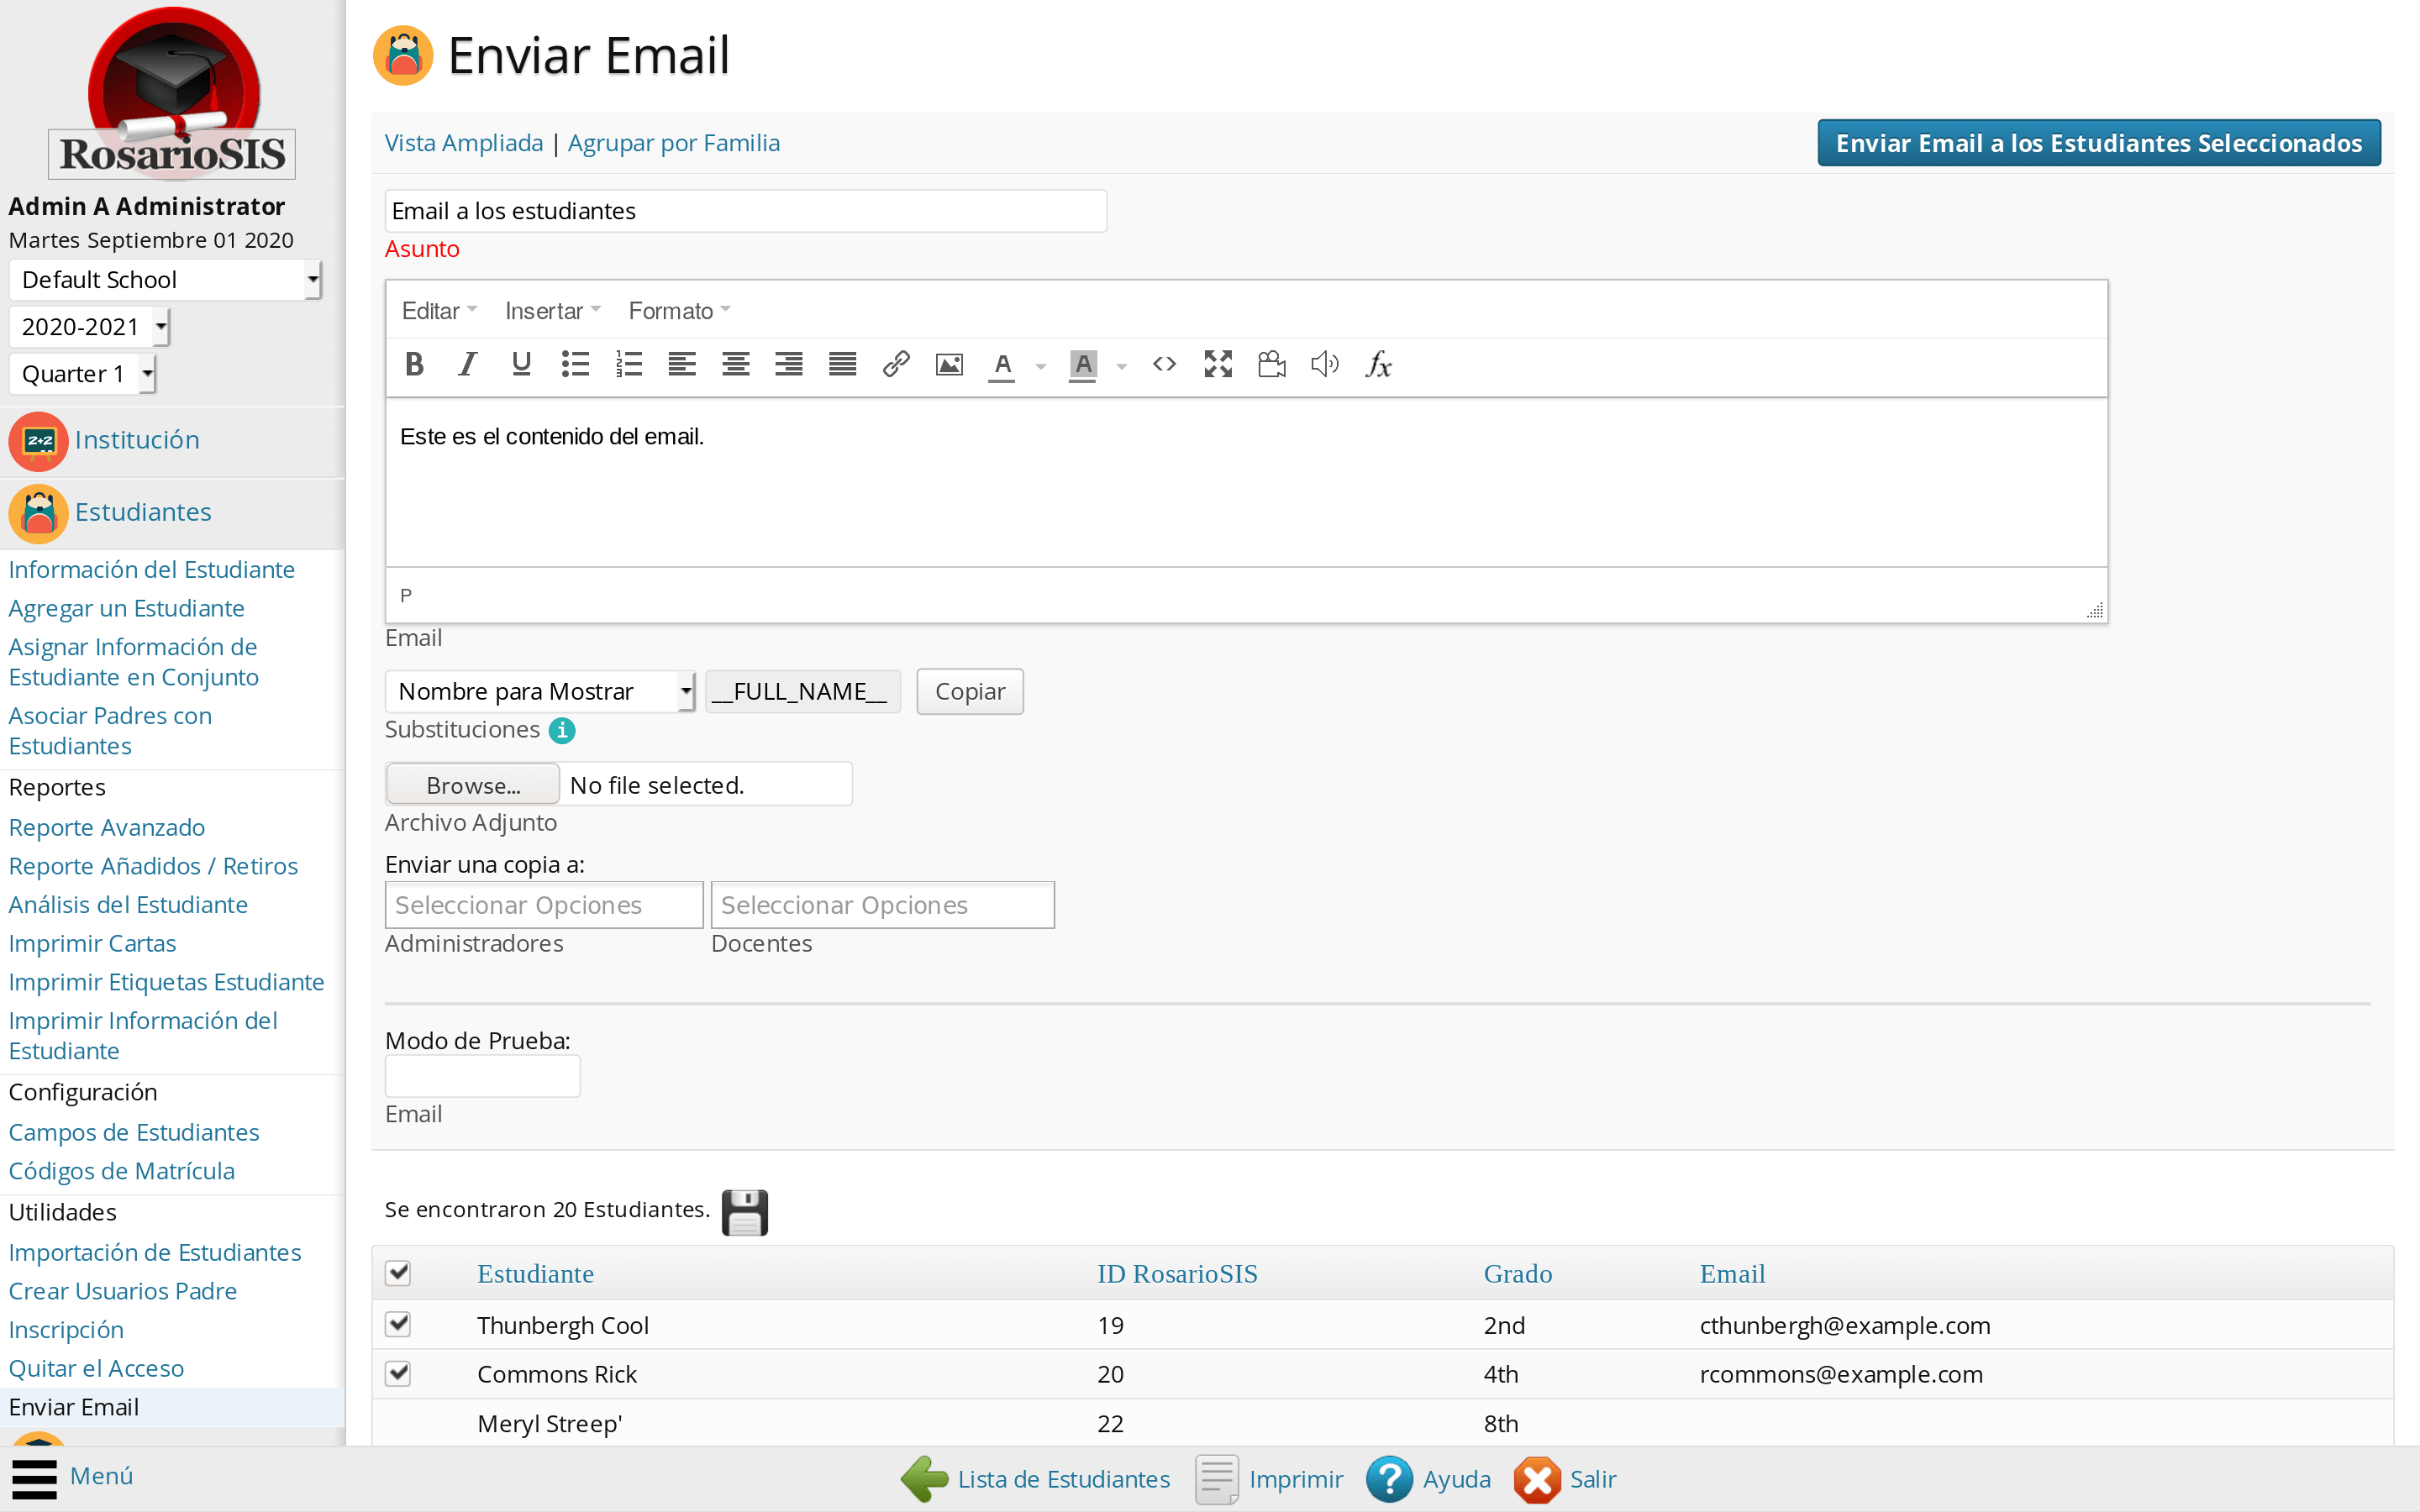 RosarioSIS
Admin A Administrator
Martes Septiembre 01 2020
Default School
2020-2021
Quarter 1
2+2
Institución
Estudiantes
Información del Estudiante
Agregar un Estudiante
Asignar Información de
Estudiante en Conjunto
Asociar Padres con
Estudiantes
Reportes
Reporte Avanzado
Reporte Añadidos / Retiros
Análisis del Estudiante
Imprimir Cartas
Imprimir Etiquetas Estudiante
Imprimir Información del
Estudiante
Configuración
Campos de Estudiantes
Códigos de Matrícula
Utilidades
Importación de Estudiantes
Crear Usuarios Padre
Inscripción
Quitar el Acceso
Enviar Email
Enviar Email
Vista Ampliada | Agrupar por Familia
Enviar Email a los Estudiantes Seleccionados
Email a los estudiantes
Asunto
Editar Insertar Formato
B I U A A <> fx
Este es el contenido del email.
P
Email
Nombre para Mostrar __FULL_NAME__ Copiar
Substituciones i
Browse... No file selected.
Archivo Adjunto
Enviar una copia a:
Seleccionar Opciones Seleccionar Opciones
Administradores Docentes
Modo de Prueba:
Email
Se encontraron 20 Estudiantes.
Estudiante ID RosarioSIS Grado Email
Thunbergh Cool 19 2nd cthunbergh@example.com
Commons Rick 20 4th rcommons@example.com
Meryl Streep' 22 8th
Menú Lista de Estudiantes Imprimir ? Ayuda Salir